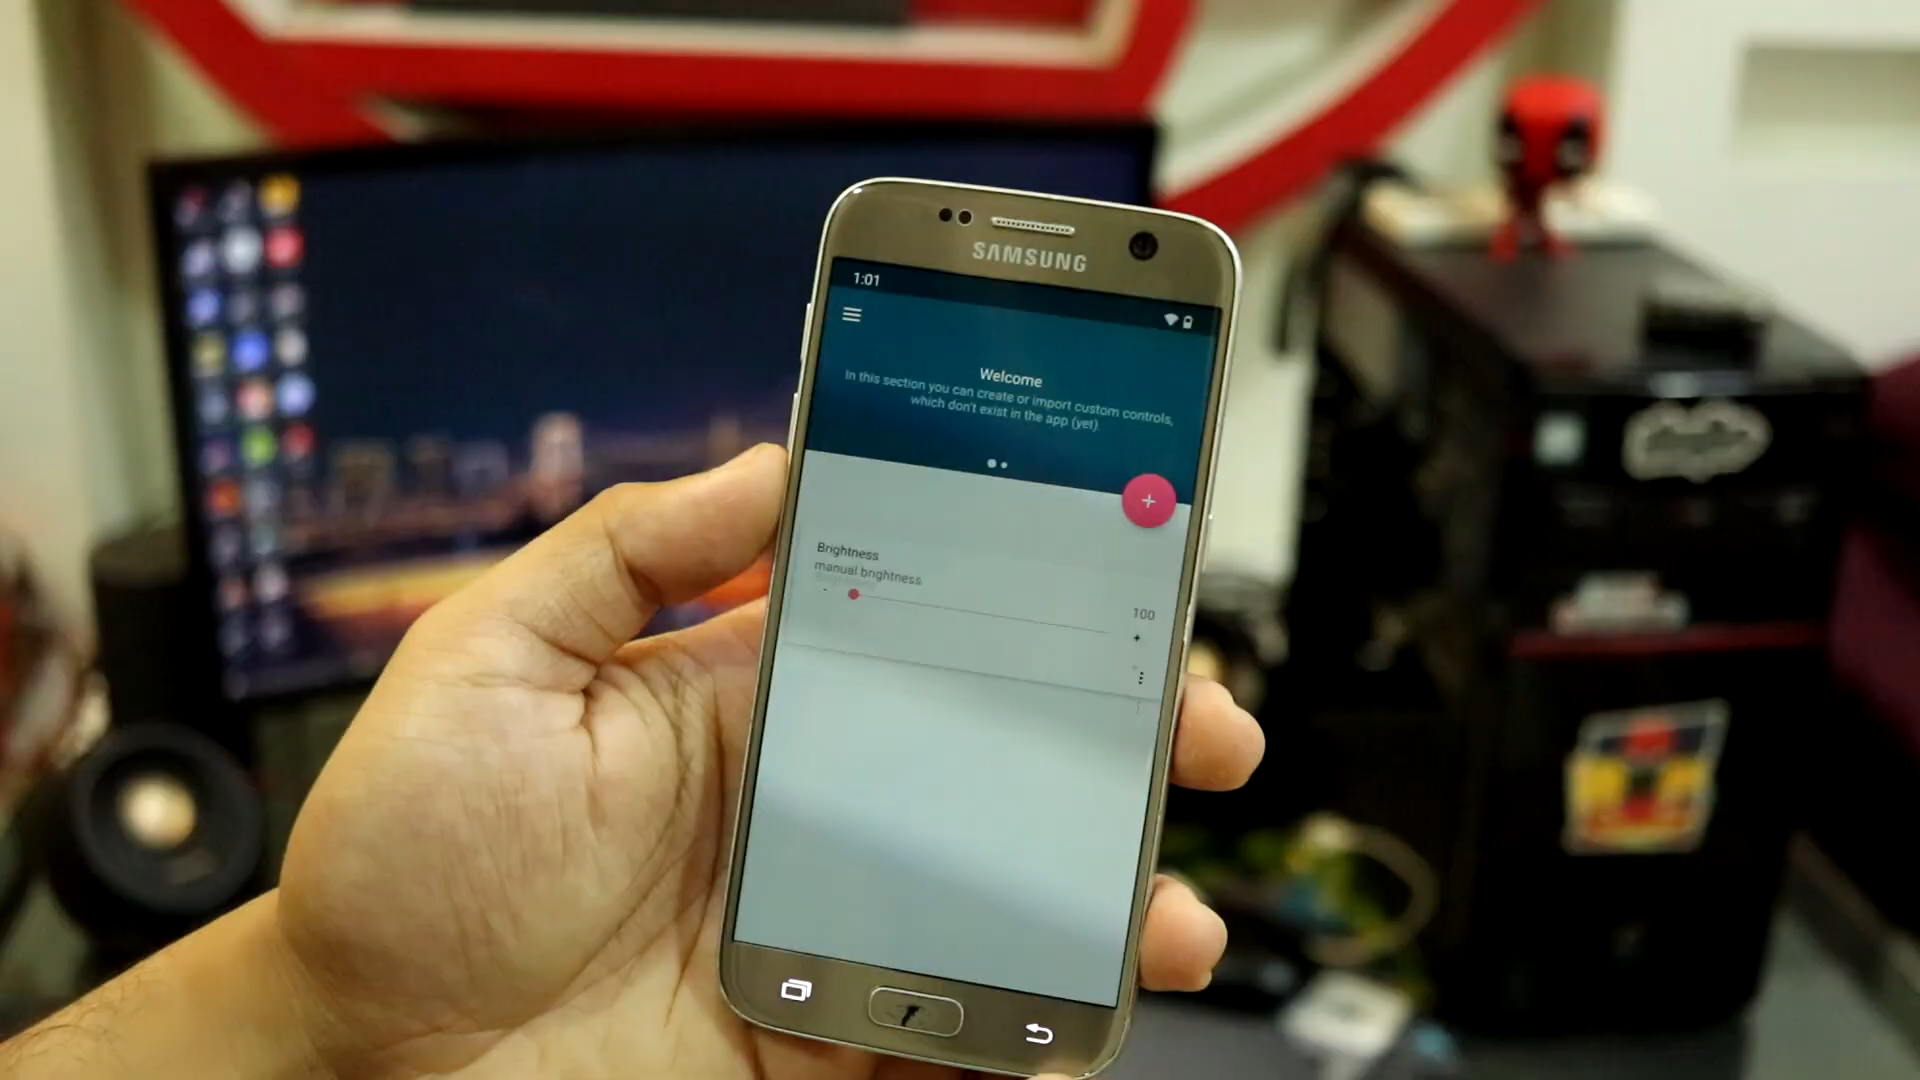 SAMSUNG
1:01
Welcome
In this section you can create or import custom controls,
which don't exist in the app (yet).
+
Brightness
manual brightness
100
- +